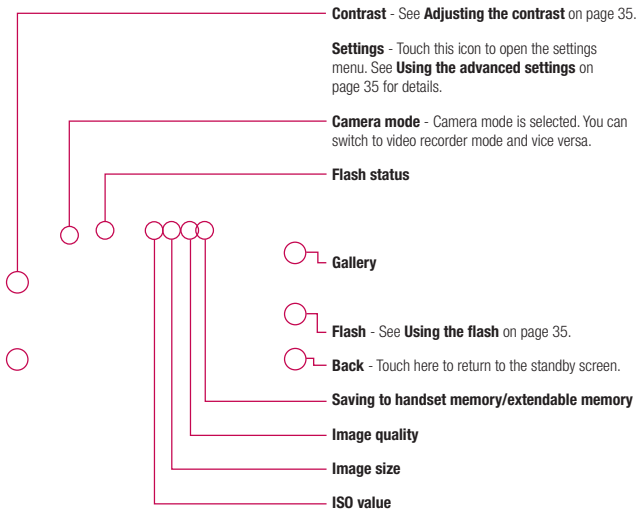 Contrast - See Adjusting the contrast on page 35.
Settings - Touch this icon to open the settings
menu. See Using the advanced settings on
page 35 for details.
Camera mode - Camera mode is selected. You can
switch to video recorder mode and vice versa.
Flash status
Gallery
Flash - See Using the flash on page 35.
Back - Touch here to return to the standby screen.
Saving to handset memory/extendable memory
Image quality
Image size
ISO value